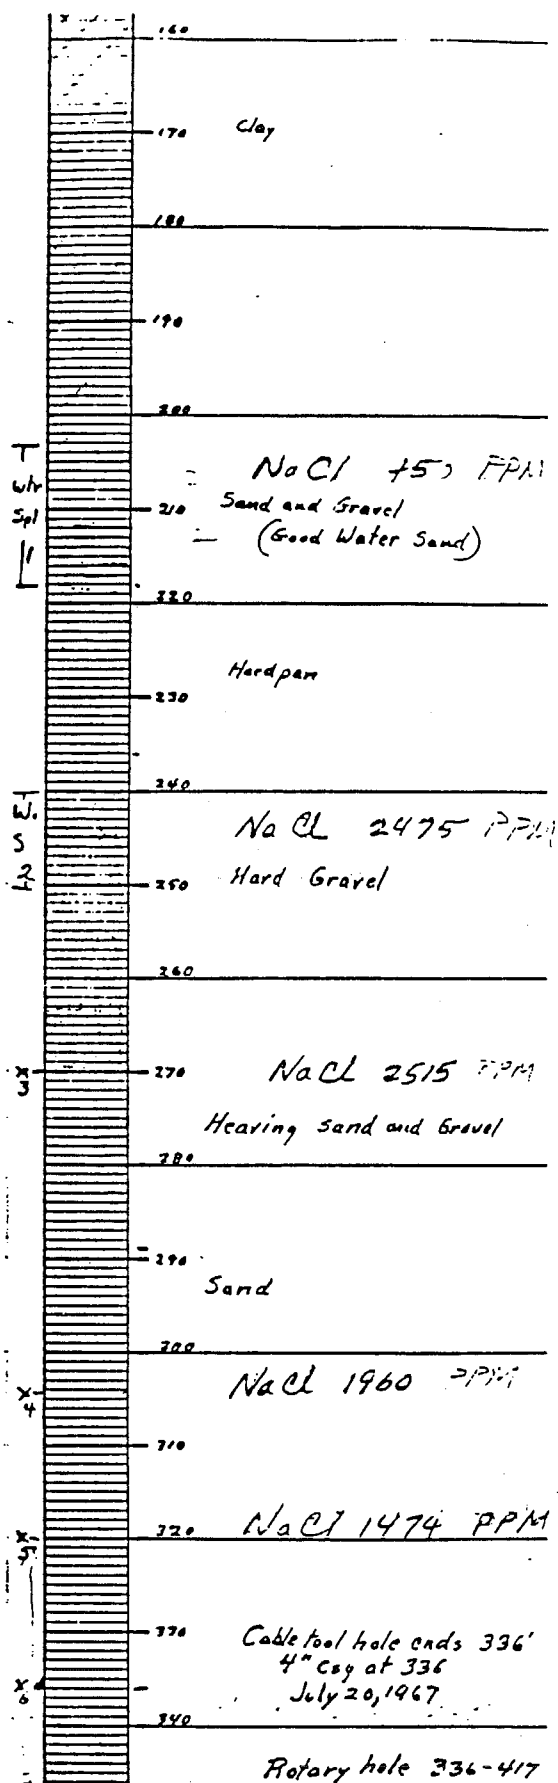 160
Clay
170
180
190
200
NaCl PPM
wtr
Spl
1
210
Sand and Gravel
(Good Water Sand)
220
Hardpan
230
240
W.
S
2
NaCl 2475 PPM
250
Hard Gravel
260
X
3
270
NaCl 2515 PPM
Heaving Sand and Gravel
280
290
Sand
300
X
4
NaCl 1960 PPM
310
X
5
320
NaCl 1474 PPM
330
Cable tool hole ends 336'
4" csg at 336
July 20, 1967
X
6
340
Rotary hole 336-417